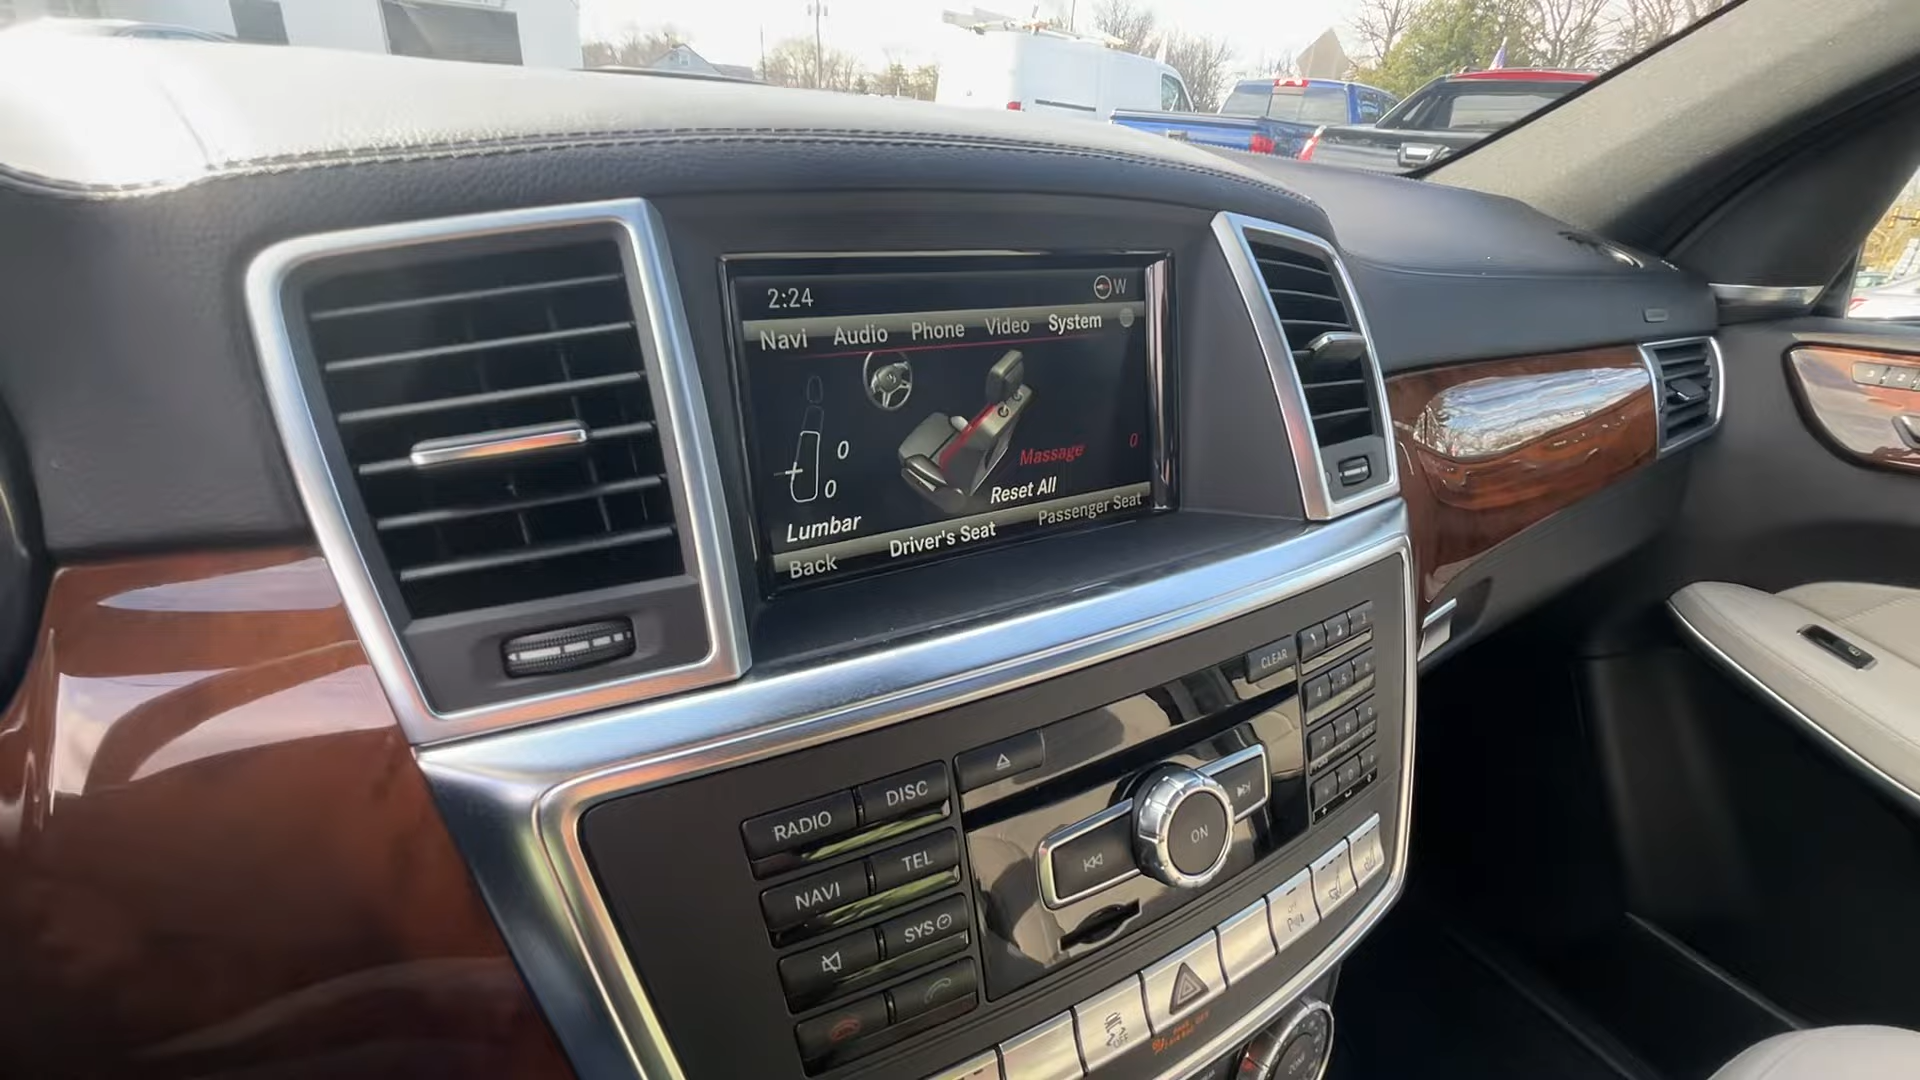 2:24 W
Navi Audio Phone Video System
0
Massage 0
0
Reset All
Lumbar
Back Driver's Seat Passenger Seat
CLEAR
RADIO DISC
NAVI TEL
SYS
ON
OFF